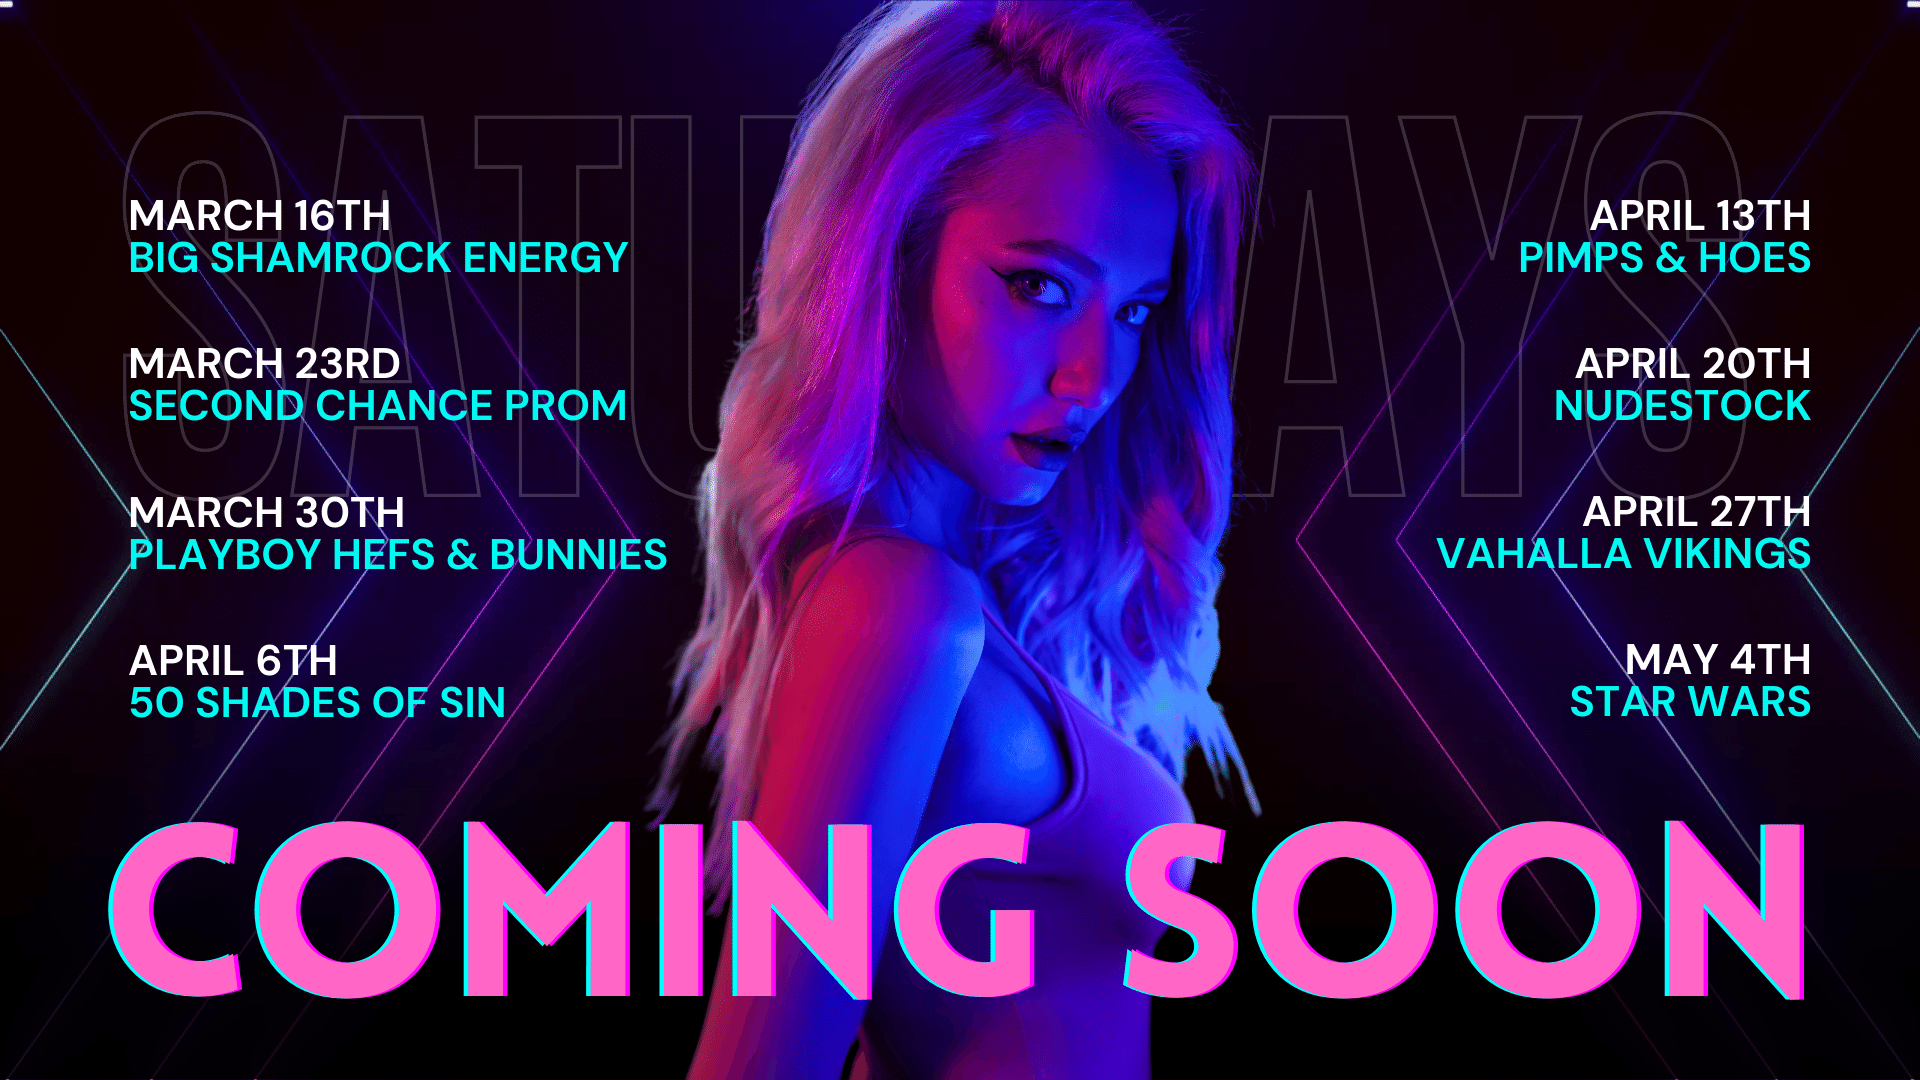 SATURDAYS
MARCH 16TH
BIG SHAMROCK ENERGY
MARCH 23RD
SECOND CHANCE PROM
MARCH 30TH
PLAYBOY HEFS & BUNNIES
APRIL 6TH
50 SHADES OF SIN
APRIL 13TH
PIMPS & HOES
APRIL 20TH
NUDESTOCK
APRIL 27TH
VAHALLA VIKINGS
MAY 4TH
STAR WARS
COMING SOON